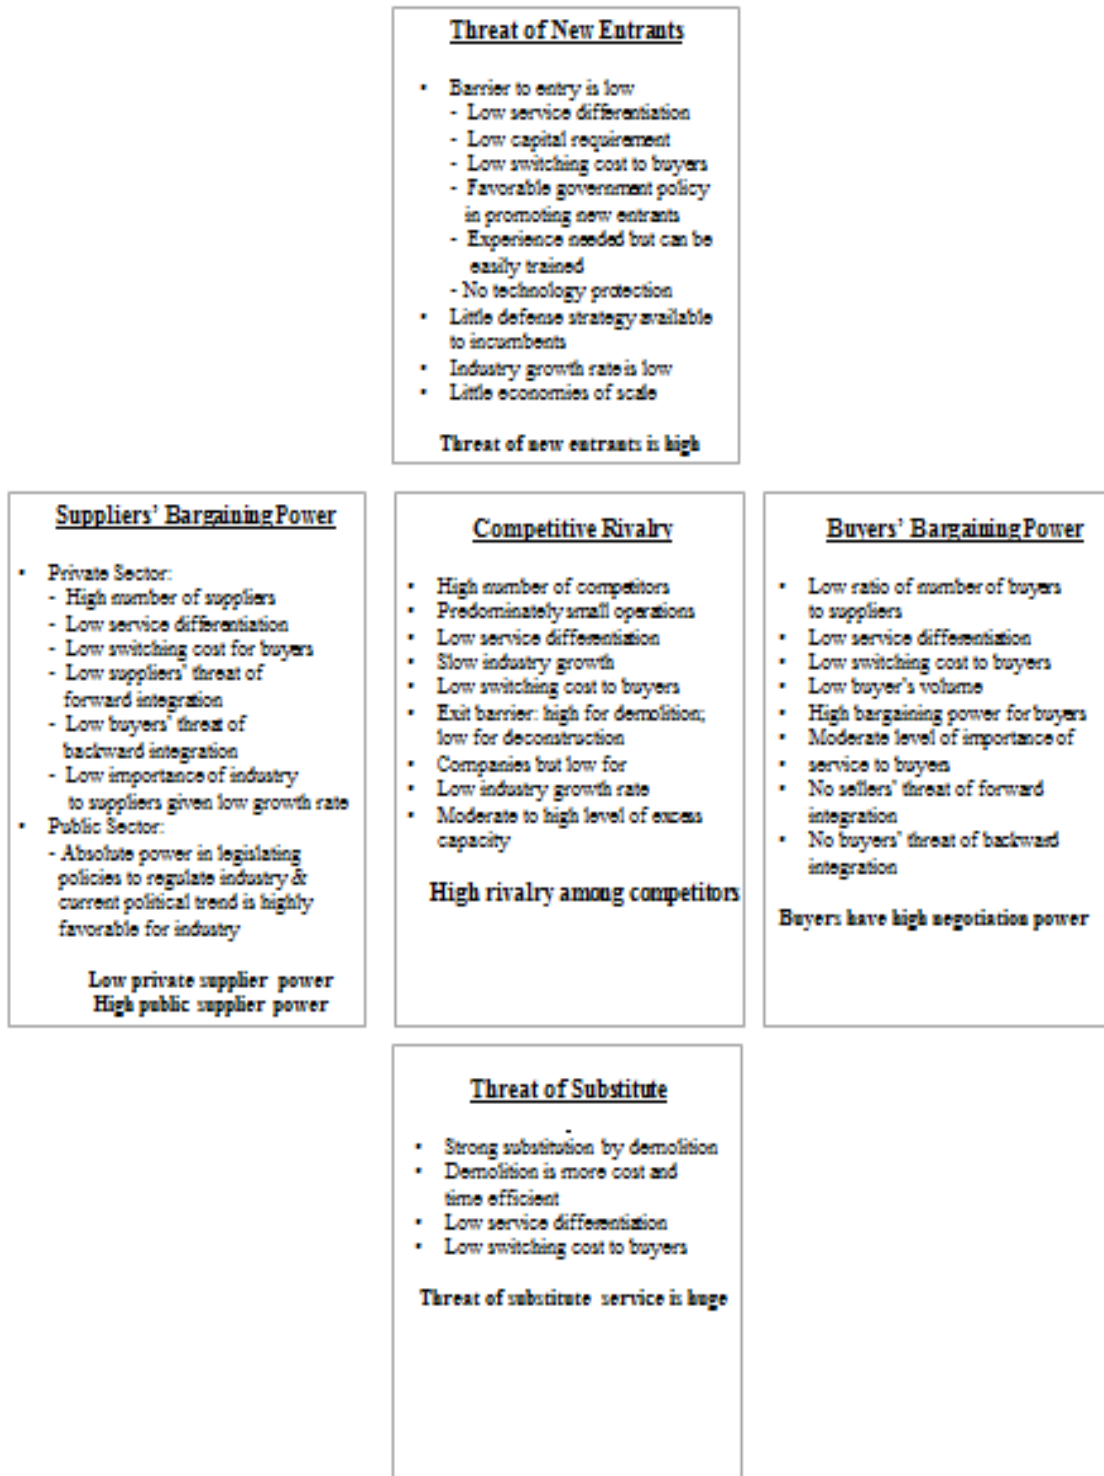 Threat of New Entrants
• Barrier to entry is low
- Low service differentiation
- Low capital requirement
- Low switching cost to buyers
- Favorable government policy
in promoting new entrants
- Experience needed but can be
easily trained
- No technology protection
• Little defense strategy available
to incumbents
• Industry growth rate is low
• Little economies of scale
Threat of new entrants is high
Suppliers' Bargaining Power
• Private Sector:
- High number of suppliers
- Low service differentiation
- Low switching cost for buyers
- Low suppliers' threat of
forward integration
- Low buyers' threat of
backward integration
- Low importance of industry
to suppliers given low growth rate
• Public Sector:
- Absolute power in legislating
policies to regulate industry &
current political trend is highly
favorable for industry
Low private supplier power
High public supplier power
Competitive Rivalry
• High number of competitors
• Predominately small operations
• Low service differentiation
• Slow industry growth
• Low switching cost to buyers
• Exit barrier: high for demolition;
low for deconstruction
• Companies but low for
• Low industry growth rate
• Moderate to high level of excess
capacity
High rivalry among competitors
Buyers' Bargaining Power
• Low ratio of number of buyers
to suppliers
• Low service differentiation
• Low switching cost to buyers
• Low buyer's volume
• High bargaining power for buyers
• Moderate level of importance of
• service to buyers
• No sellers' threat of forward
integration
• No buyers' threat of backward
integration
Buyers have high negotiation power
Threat of Substitute
-
• Strong substitution by demolition
• Demolition is more cost and
time efficient
• Low service differentiation
• Low switching cost to buyers
Threat of substitute service is huge